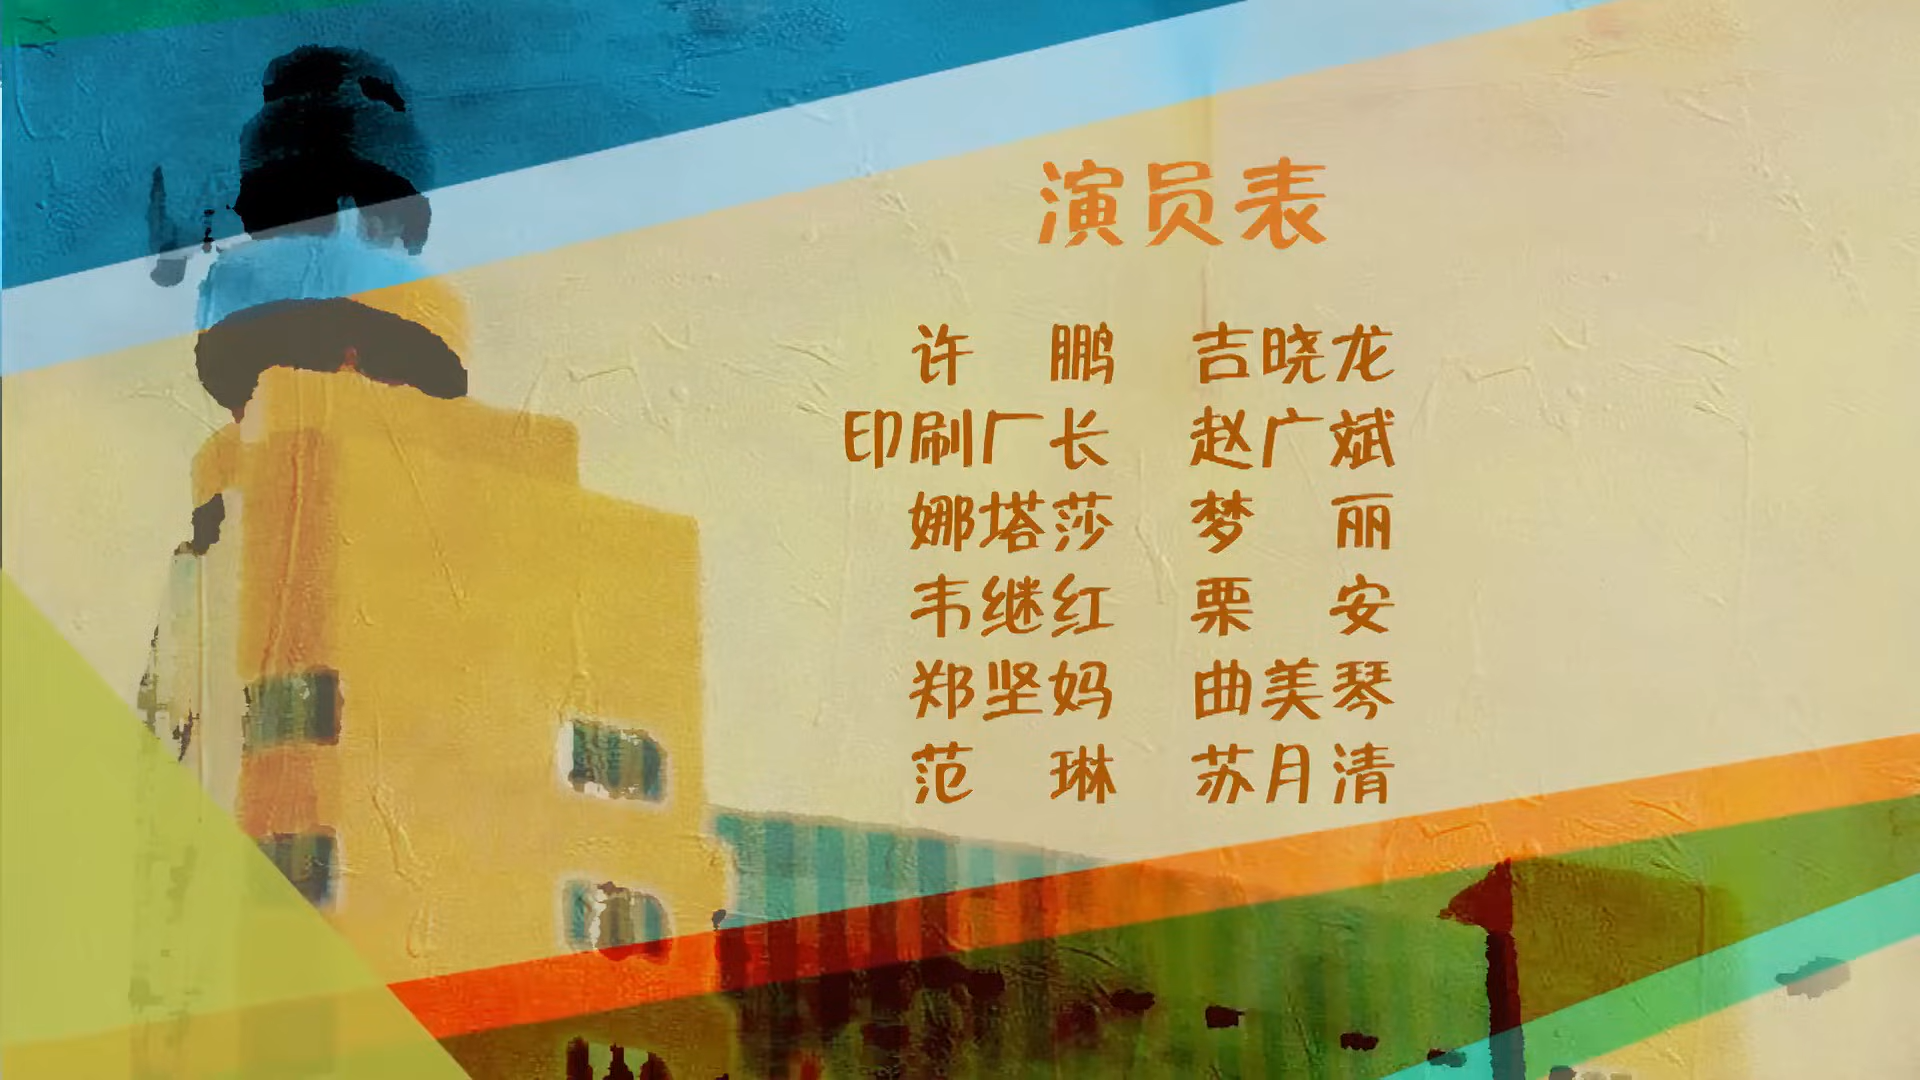 演员表
许 鹏 吉晓龙
印刷厂长 赵广斌
娜塔莎 梦 丽
韦继红 栗 安
郑坚妈 曲美琴
范 琳 苏月清